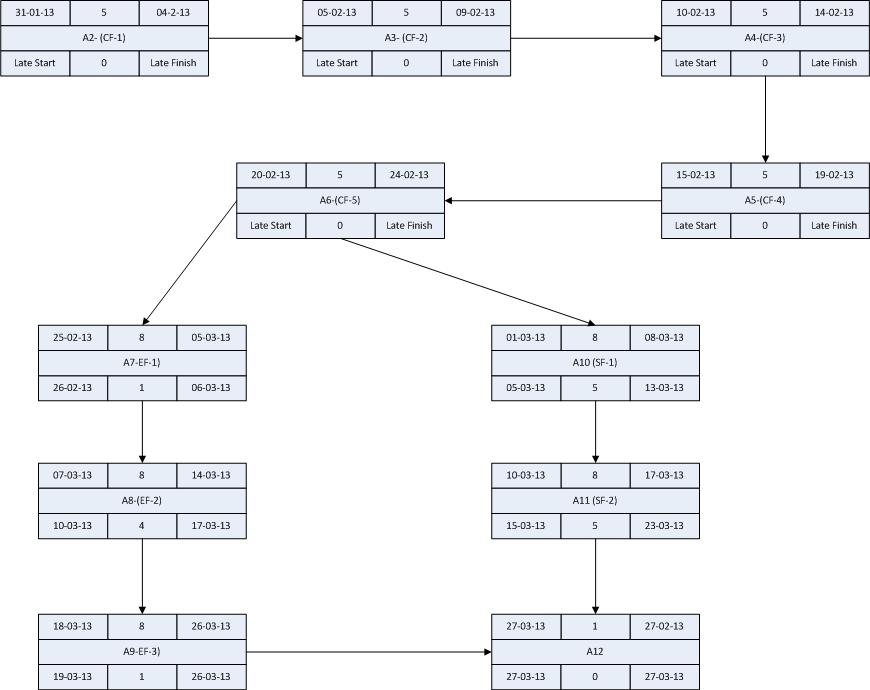 31-01-13 5 04-2-13
A2- (CF-1)
Late Start 0 Late Finish
05-02-13 5 09-02-13
A3- (CF-2)
Late Start 0 Late Finish
10-02-13 5 14-02-13
A4-(CF-3)
Late Start 0 Late Finish
20-02-13 5 24-02-13
A6-(CF-5)
Late Start 0 Late Finish
15-02-13 5 19-02-13
A5-(CF-4)
Late Start 0 Late Finish
25-02-13 8 05-03-13
A7-EF-1)
26-02-13 1 06-03-13
01-03-13 8 08-03-13
A10 (SF-1)
05-03-13 5 13-03-13
07-03-13 8 14-03-13
A8-(EF-2)
10-03-13 4 17-03-13
10-03-13 8 17-03-13
A11 (SF-2)
15-03-13 5 23-03-13
18-03-13 8 26-03-13
A9-EF-3)
19-03-13 1 26-03-13
27-03-13 1 27-02-13
A12
27-03-13 0 27-03-13